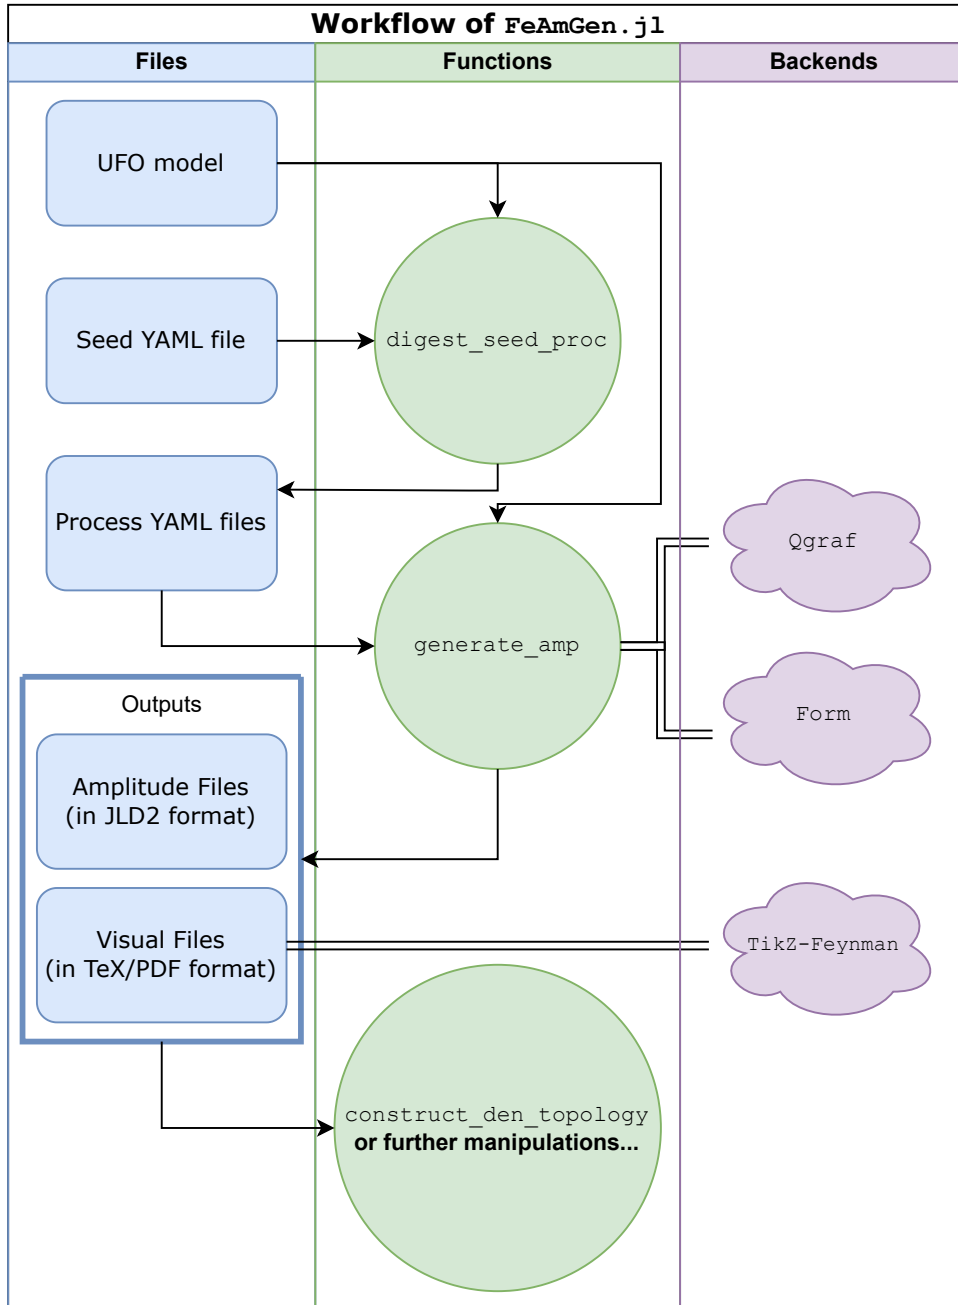 Workflow of FeAmGen.jl
Files
Functions
Backends
UFO model
Seed YAML file
digest_seed_proc
Process YAML files
Qgraf
generate_amp
Form
Outputs
Amplitude Files
(in JLD2 format)
Visual Files
(in TeX/PDF format)
TikZ-Feynman
construct_den_topology
or further manipulations...